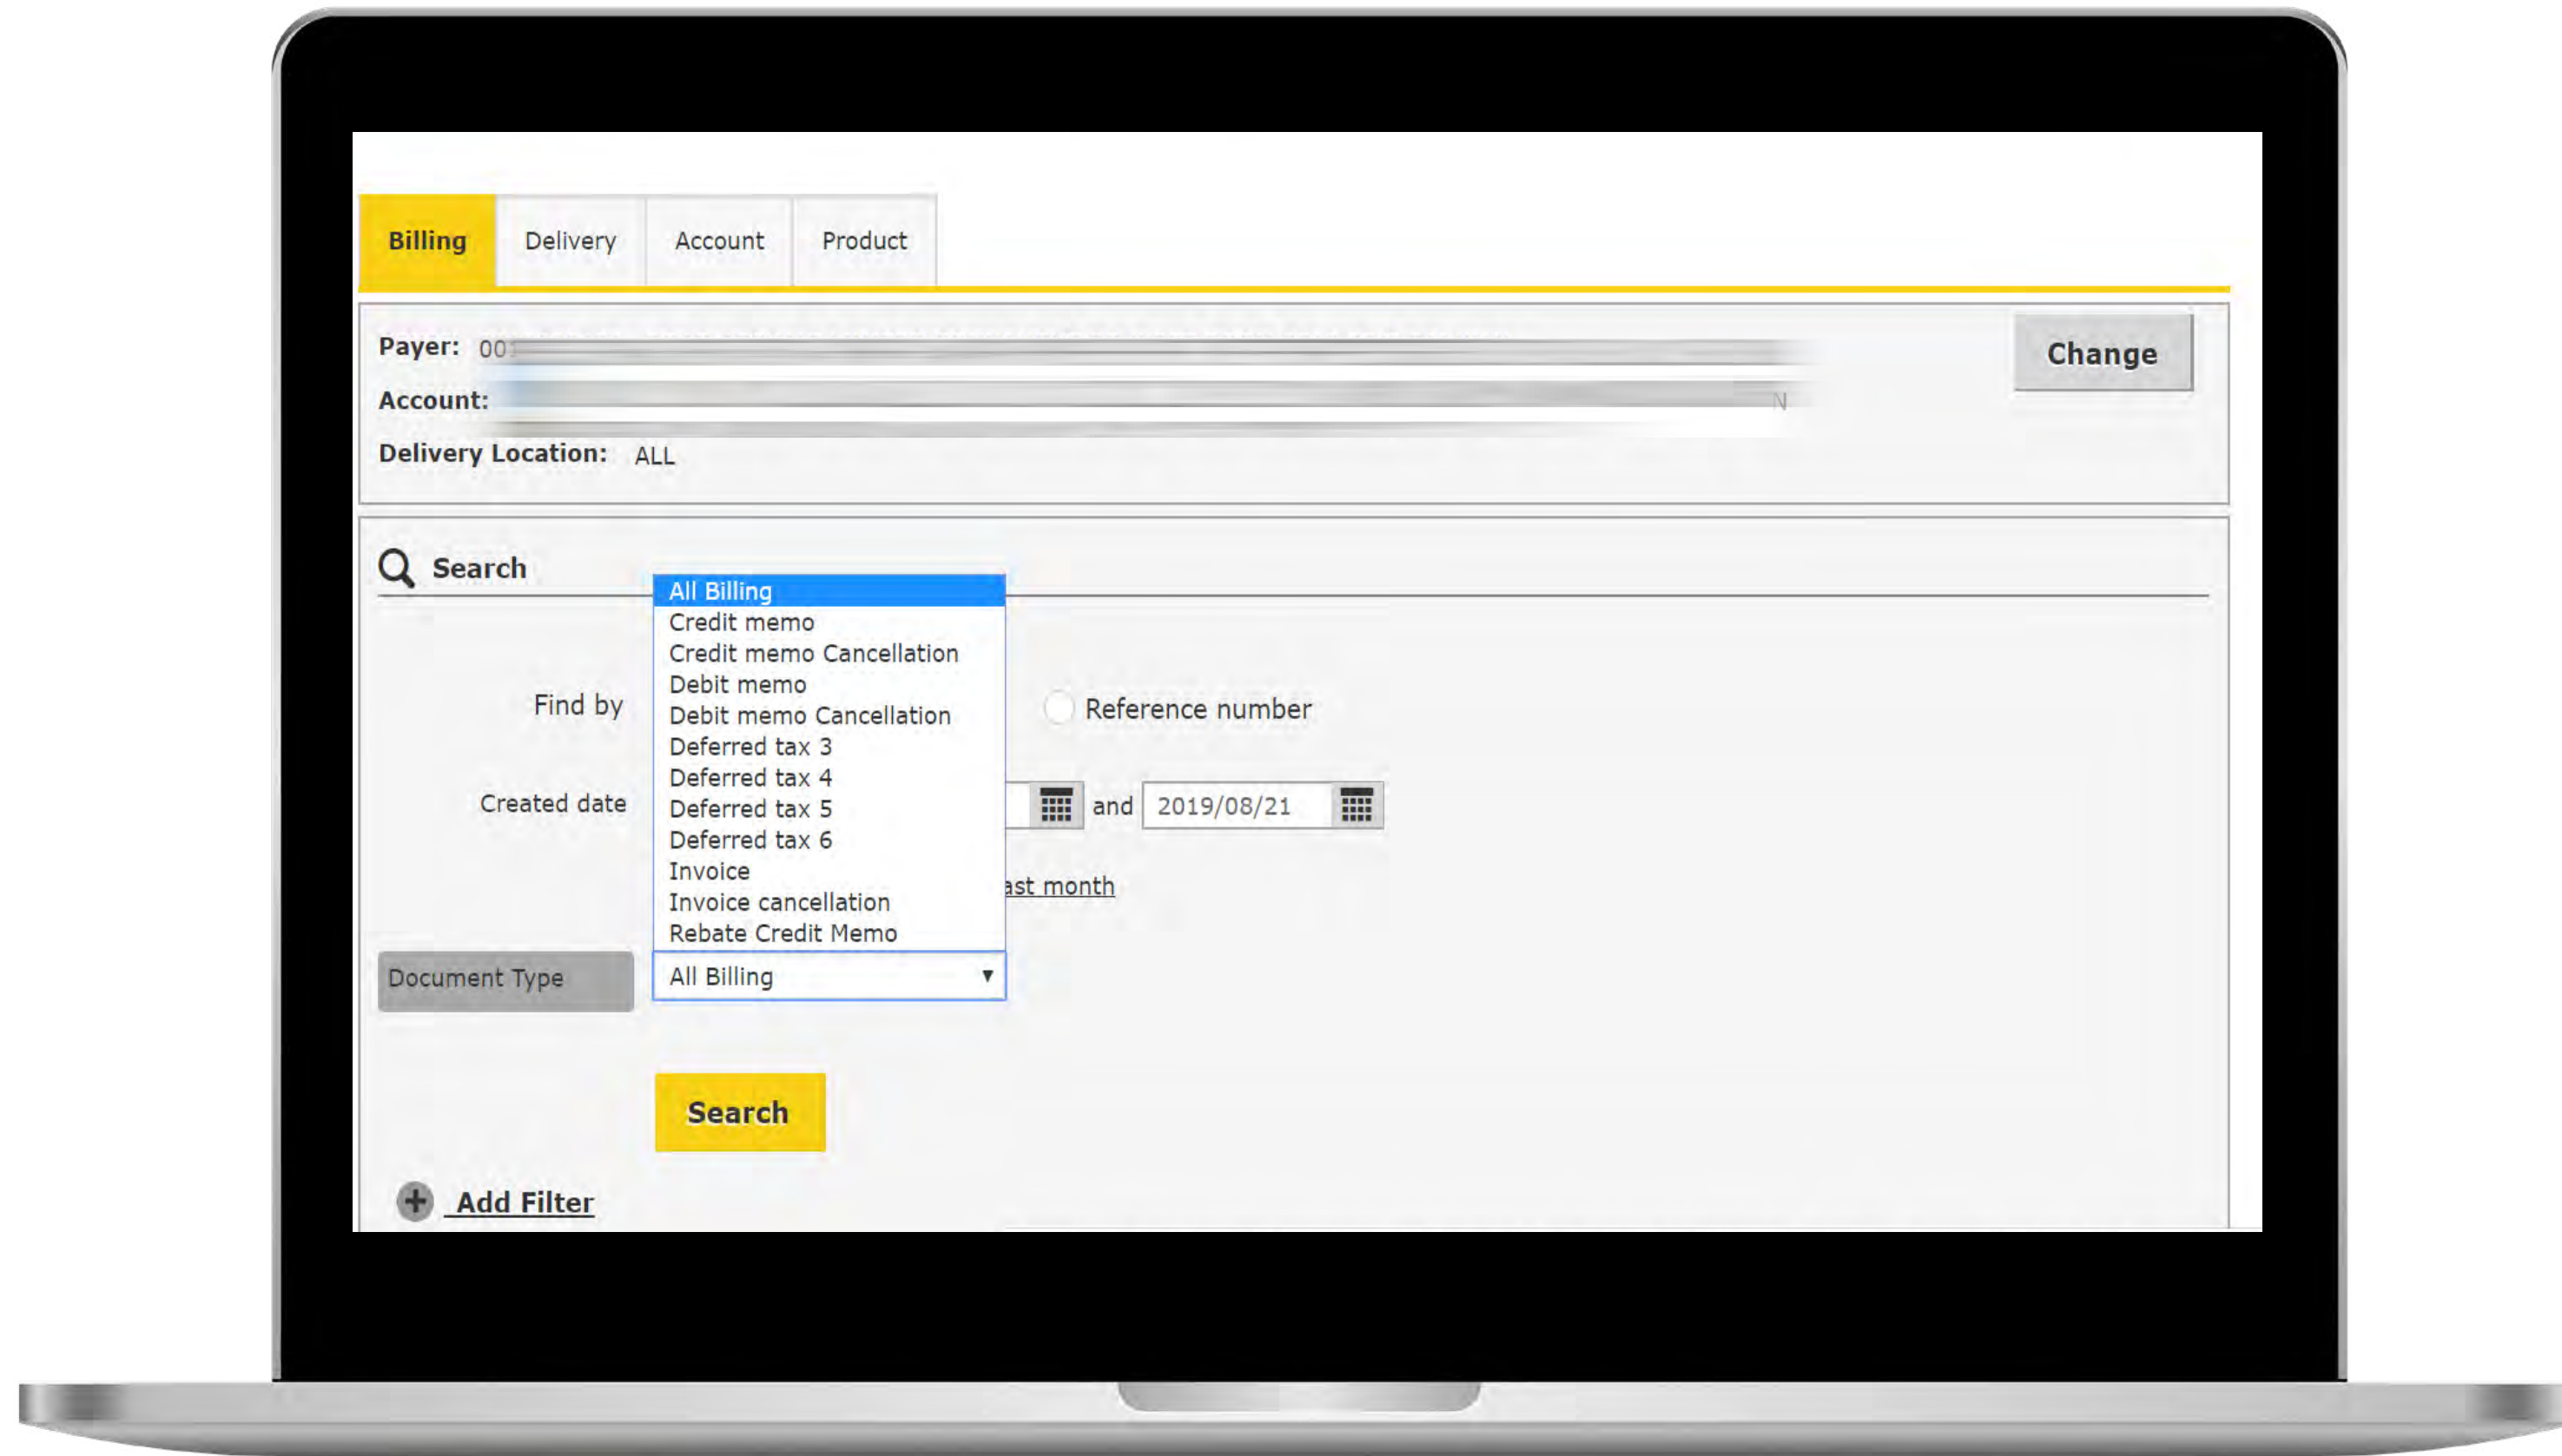 Billing Delivery Account Product
Payer:
Change
Account:
Delivery Location: ALL
Search
All Billing
Credit memo
Credit memo Cancellation
Debit memo
Debit memo Cancellation
Deferred tax 3
Deferred tax 4
Deferred tax 5
Deferred tax 6
Invoice
Invoice cancellation
Rebate Credit Memo
Find by
Reference number
Created date
and 2019/08/21
month
Document Type
All Billing
Search
Add Filter